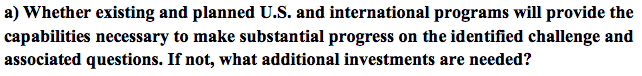 a) Whether existing and planned U.S. and international programs will provide the
capabilities necessary to make substantial progress on the identified challenge and
associated questions. If not, what additional investments are needed?